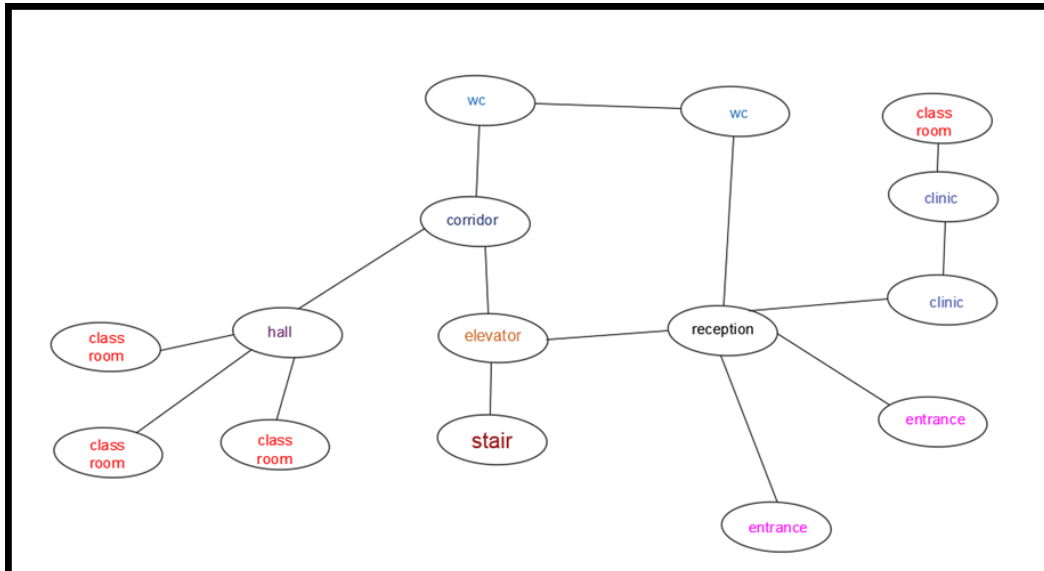 wc
wc
class
room
clinic
corridor
clinic
hall
elevator
reception
class
room
class
room
class
room
stair
entrance
entrance